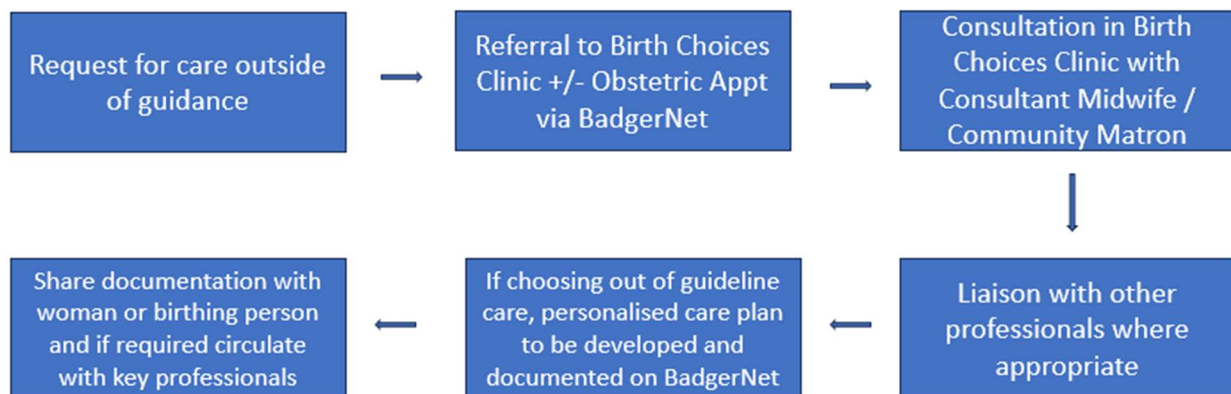 Request for care outside
of guidance
Referral to Birth Choices
Clinic +/- Obstetric Appt
via BadgerNet
Consultation in Birth
Choices Clinic with
Consultant Midwife /
Community Matron
Liaison with other
professionals where
appropriate
If choosing out of guideline
care, personalised care plan
to be developed and
documented on BadgerNet
Share documentation with
woman or birthing person
and if required circulate
with key professionals